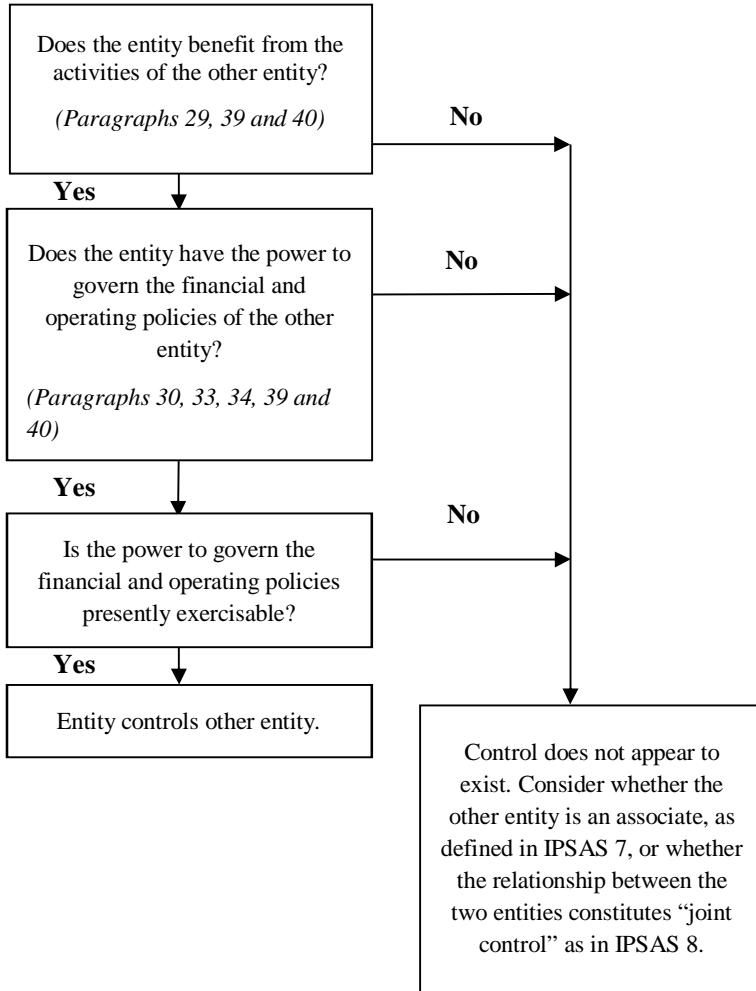 Does the entity benefit from the
activities of the other entity?
(Paragraphs 29, 39 and 40)
No
Yes
Does the entity have the power to
govern the financial and
operating policies of the other
entity?
(Paragraphs 30, 33, 34, 39 and
40)
No
Yes
Is the power to govern the
financial and operating policies
presently exercisable?
No
Yes
Entity controls other entity.
Control does not appear to
exist. Consider whether the
other entity is an associate, as
defined in IPSAS 7, or whether
the relationship between the
two entities constitutes “joint
control” as in IPSAS 8.